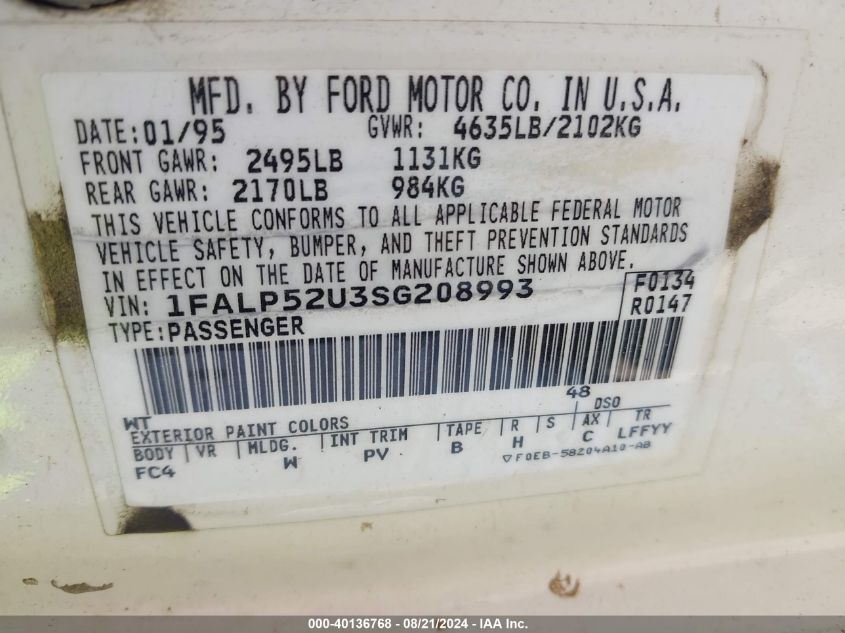 MFD. BY FORD MOTOR CO. IN U.S.A.
DATE: 01/95 GVWR: 4635LB/2102KG
FRONT GAWR: 2495LB 1131KG
REAR GAWR: 2170LB 984KG
THIS VEHICLE CONFORMS TO ALL APPLICABLE FEDERAL MOTOR
VEHICLE SAFETY, BUMPER, AND THEFT PREVENTION STANDARDS
IN EFFECT ON THE DATE OF MANUFACTURE SHOWN ABOVE.
VIN: 1FALP52U3SG208993 F0134
TYPE: PASSENGER R0147
WT 48
EXTERIOR PAINT COLORS DSO
BODY VR MLDG. INT TRIM TAPE R S AX TR
FC4 W PV B H C LFFYY
▽F0EB-58204A10-AB
000-40136768 - 08/21/2024 - IAA Inc.